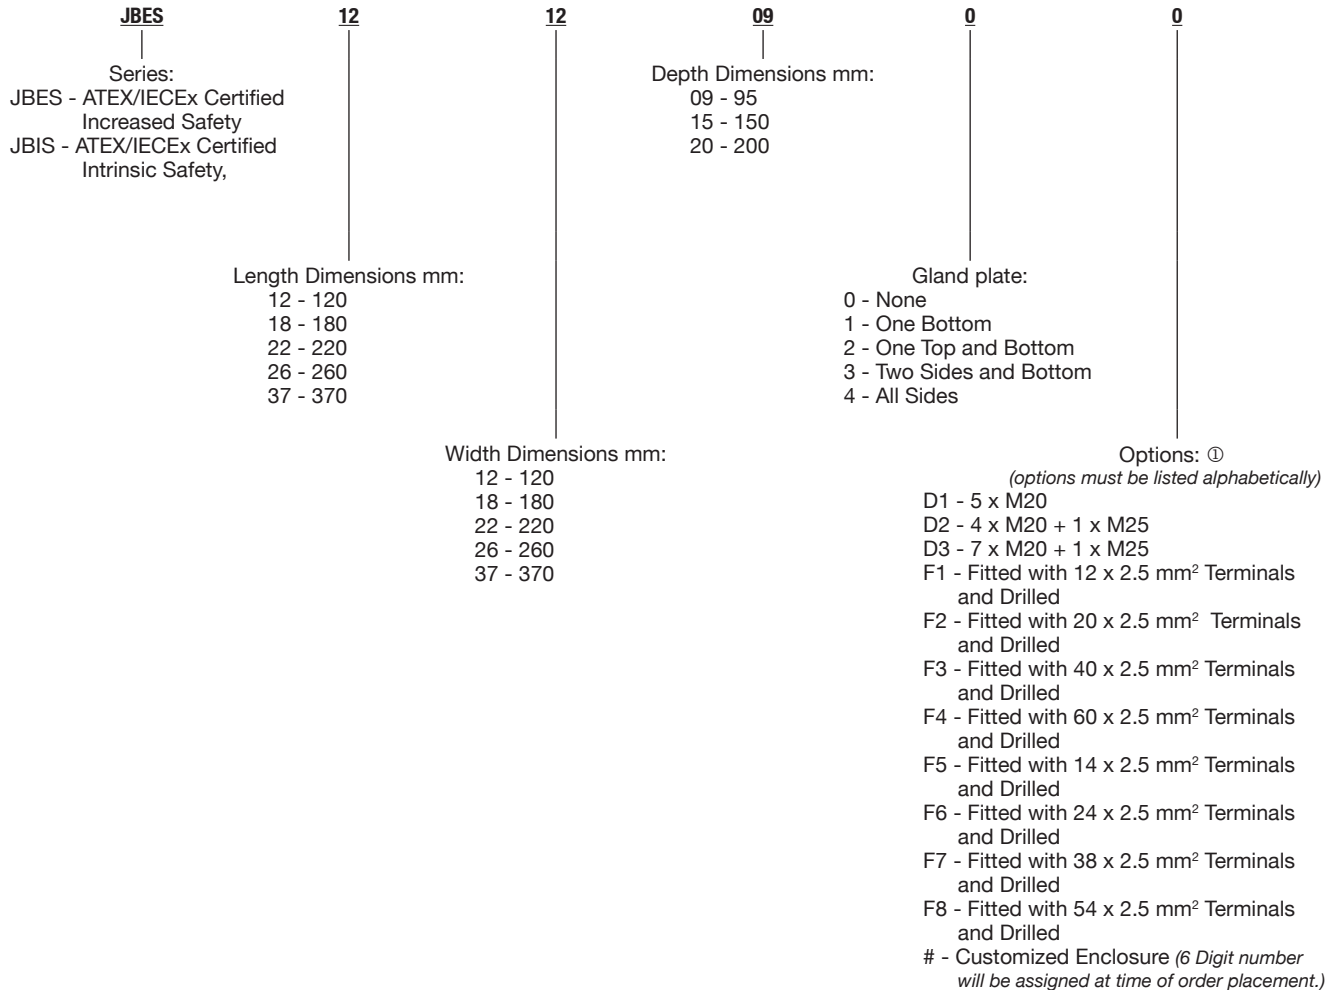 JBES 12 12 09 0 0
Series:
JBES - ATEX/IECEx Certified
Increased Safety
JBIS - ATEX/IECEx Certified
Intrinsic Safety,
Length Dimensions mm:
12 - 120
18 - 180
22 - 220
26 - 260
37 - 370
Width Dimensions mm:
12 - 120
18 - 180
22 - 220
26 - 260
37 - 370
Depth Dimensions mm:
09 - 95
15 - 150
20 - 200
Gland plate:
0 - None
1 - One Bottom
2 - One Top and Bottom
3 - Two Sides and Bottom
4 - All Sides
Options: ①
(options must be listed alphabetically)
D1 - 5 x M20
D2 - 4 x M20 + 1 x M25
D3 - 7 x M20 + 1 x M25
F1 - Fitted with 12 x 2.5 mm² Terminals
and Drilled
F2 - Fitted with 20 x 2.5 mm² Terminals
and Drilled
F3 - Fitted with 40 x 2.5 mm² Terminals
and Drilled
F4 - Fitted with 60 x 2.5 mm² Terminals
and Drilled
F5 - Fitted with 14 x 2.5 mm² Terminals
and Drilled
F6 - Fitted with 24 x 2.5 mm² Terminals
and Drilled
F7 - Fitted with 38 x 2.5 mm² Terminals
and Drilled
F8 - Fitted with 54 x 2.5 mm² Terminals
and Drilled
# - Customized Enclosure (6 Digit number
will be assigned at time of order placement.)